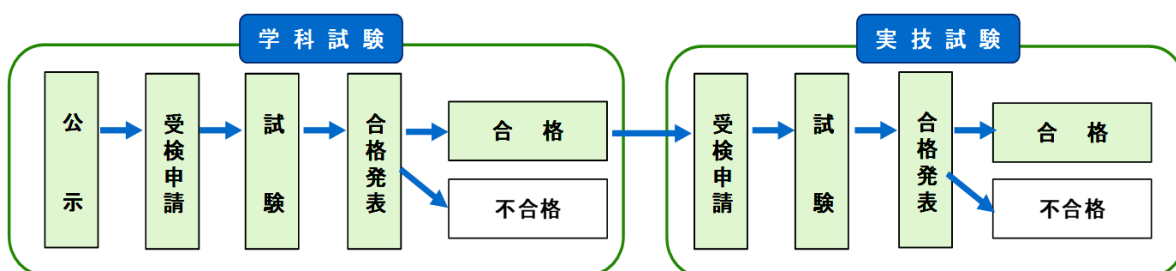 学科試験
公示
受検申請
試験
合格発表
合格
不合格
実技試験
受検申請
試験
合格発表
合格
不合格